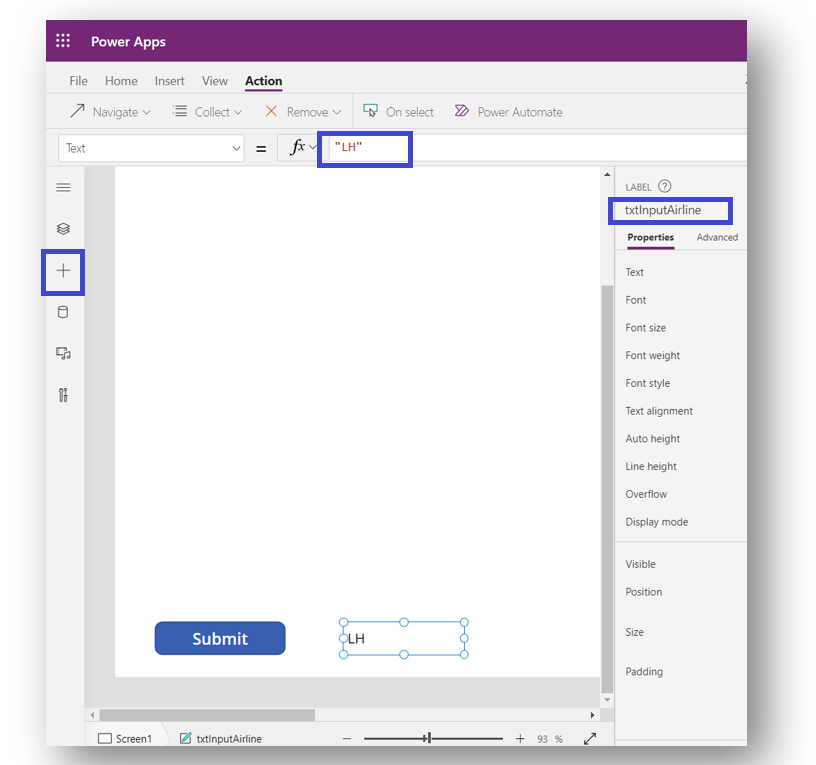 Power Apps
File Home Insert View Action
Navigate Collect Remove On select Power Automate
Text = fx "LH"
LABEL ?
txtInputAirline
Properties Advanced
Text
Font
Font size
Font weight
Font style
Text alignment
Auto height
Line height
Overflow
Display mode
Visible
Position
Size
Padding
Submit LH
Screen1 txtInputAirline 93 %